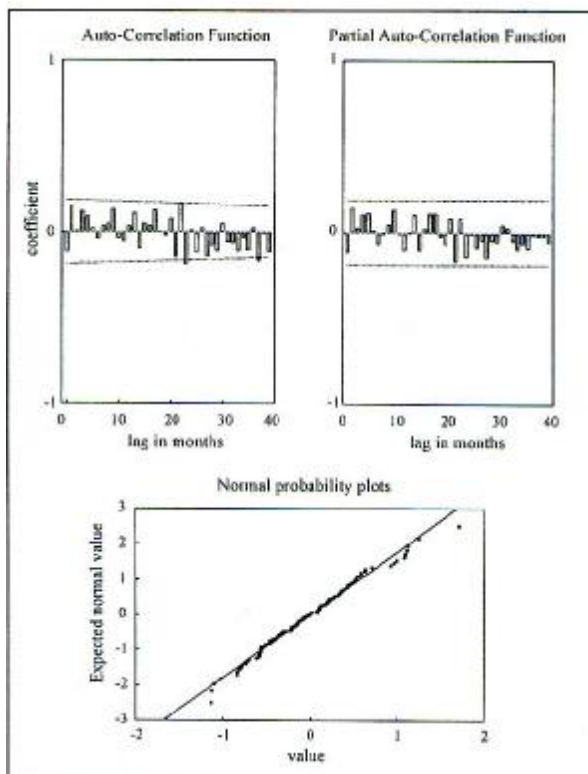 Auto-Correlation Function
1
coefficient
0
-1
0 10 20 30 40
lag in months
Partial Auto-Correlation Function
1
0
-1
0 10 20 30 40
lag in months
Normal probability plots
3
2
1
0
-1
-2
-3
Expected normal value
-2 -1 0 1 2
value